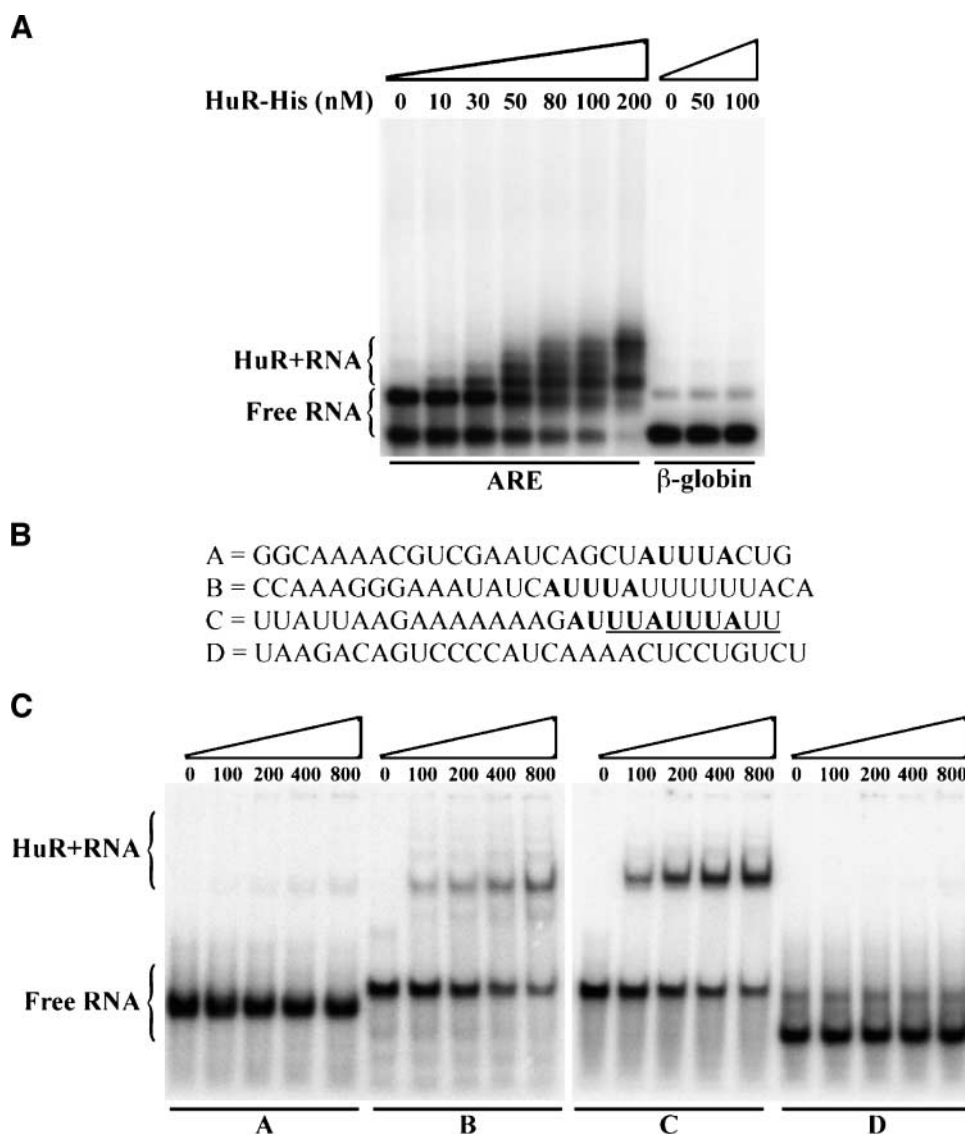 A
HuR-His (nM) 0 10 30 50 80 100 200 0 50 100
HuR+RNA
Free RNA
ARE β-globin
B
A = GGCAAAACGUCGAAUCAGCUAUUUACUG
B = CCAAAGGGAAAUAUCAUUUAUUUUUUACA
C = UUAUUAAGAAAAAAAGAUUUAUUUAUU
D = UAAGACAGUCCCCAUCAAAACUCCUGUCU
C
0 100 200 400 800 0 100 200 400 800 0 100 200 400 800 0 100 200 400 800
HuR+RNA
Free RNA
A B C D